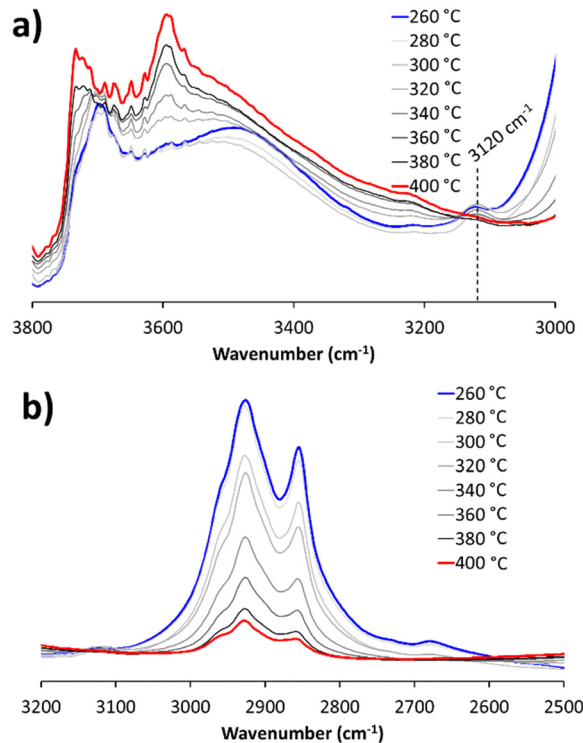 a)
260 °C
280 °C
300 °C
320 °C
340 °C
360 °C
380 °C
400 °C
3120 cm-1
3800 3600 3400 3200 3000
Wavenumber (cm-1)
b)
260 °C
280 °C
300 °C
320 °C
340 °C
360 °C
380 °C
400 °C
3200 3100 3000 2900 2800 2700 2600 2500
Wavenumber (cm-1)